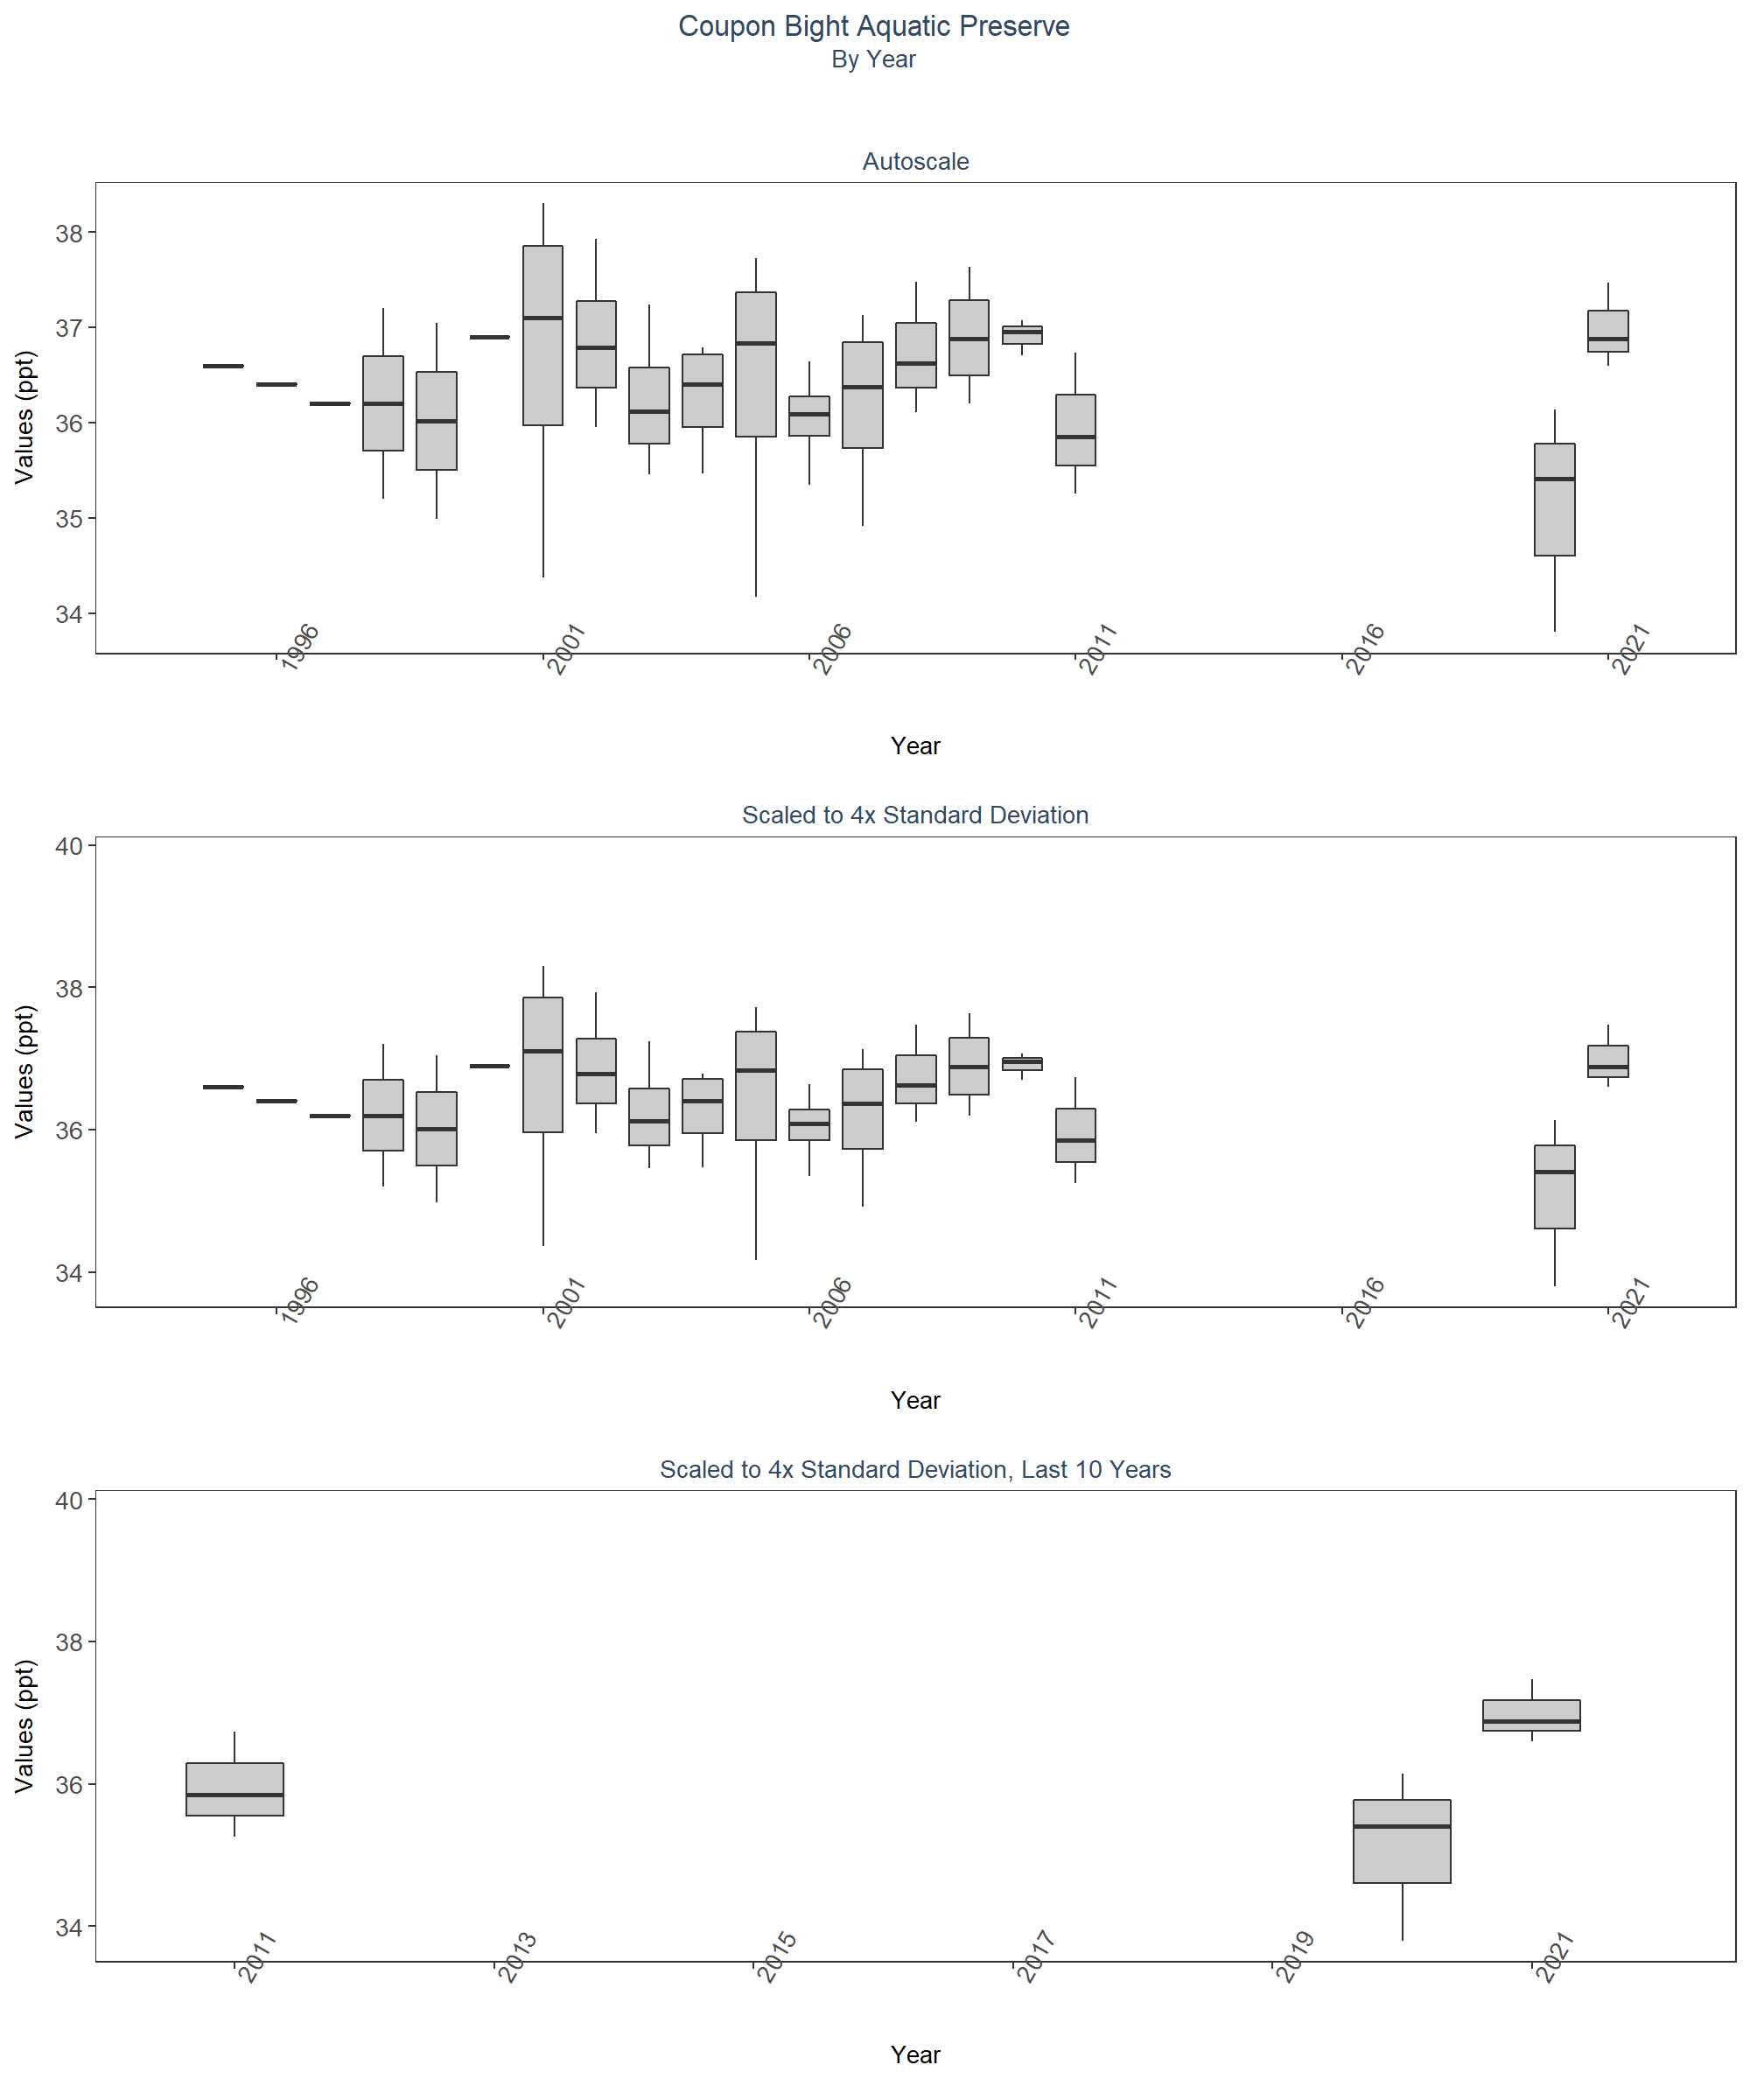 Coupon Bight Aquatic Preserve
By Year
Autoscale
Values (ppt)
38
37
36
35
34
1996
2001
2006
2011
2016
2021
Year
Scaled to 4x Standard Deviation
Values (ppt)
40
38
36
34
1996
2001
2006
2011
2016
2021
Year
Scaled to 4x Standard Deviation, Last 10 Years
Values (ppt)
40
38
36
34
2011
2013
2015
2017
2019
2021
Year